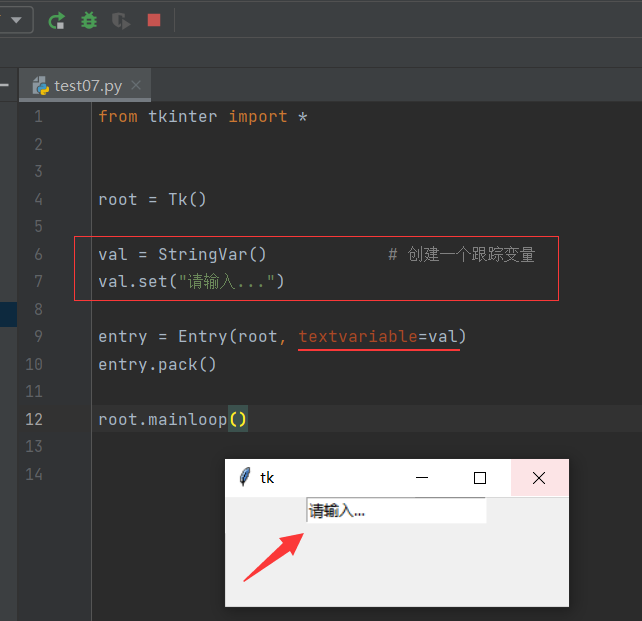 test07.py
1 from tkinter import *
2
3
4 root = Tk()
5
6 val = StringVar() # 创建一个跟踪变量
7 val.set("请输入...")
8
9 entry = Entry(root, textvariable=val)
10 entry.pack()
11
12 root.mainloop()
13
14
tk
请输入...